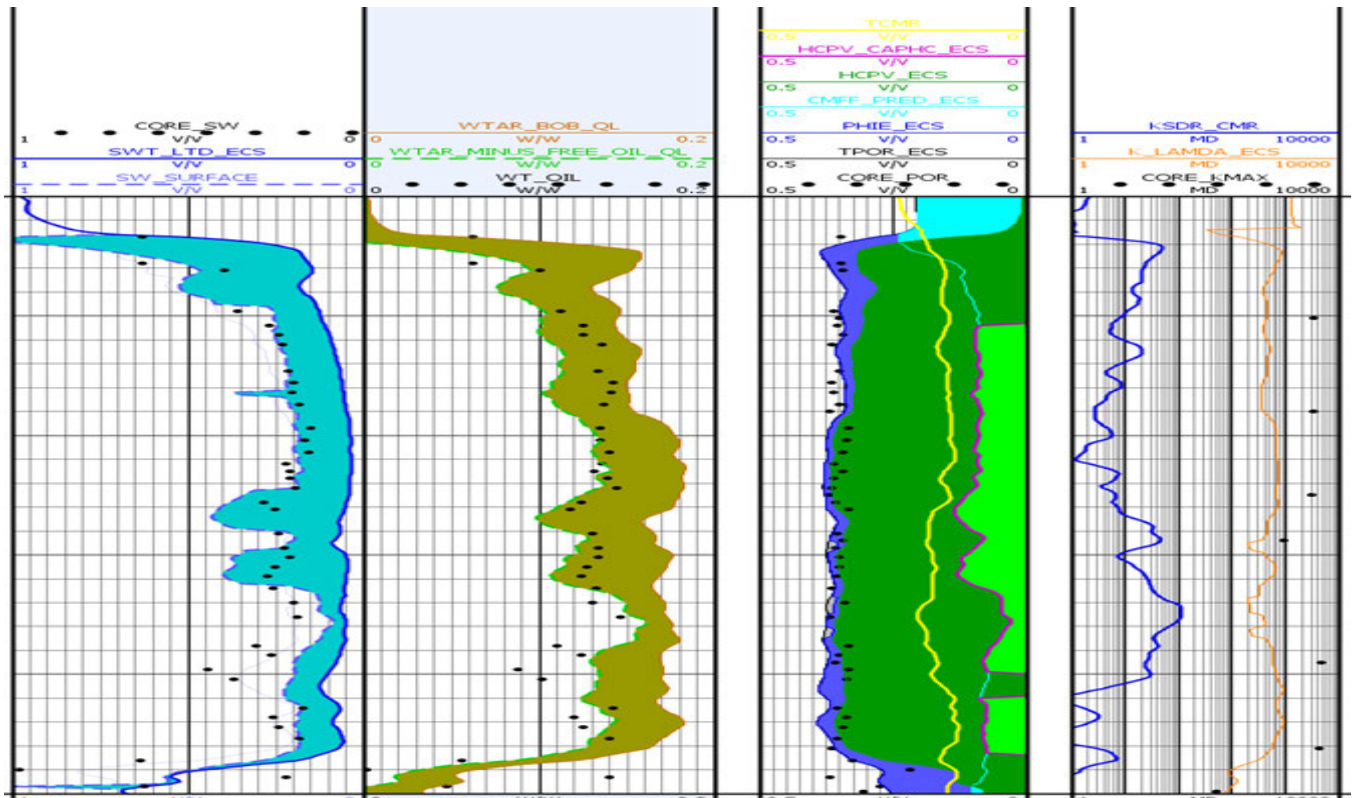 TCMR
0.5 V/V 0
HCPV_CAPHC_ECS
0.5 V/V 0
HCPV_ECS
0.5 V/V 0
CMFF_PRED_ECS
0.5 V/V 0
CORE_SW
1 V/V 0
SWT_LTD_ECS
1 V/V 0
SW_SURFACE
1 V/V 0
WTAR_BOB_QL
0 W/W 0.2
WTAR_MINUS_FREE_OIL_QL
0 W/W 0.2
WT_OIL
0 W/W 0.2
PHIE_ECS
0.5 V/V 0
TPOR_ECS
0.5 V/V 0
CORE_POR
0.5 V/V 0
KSDR_CMR
1 MD 10000
K_LAMDA_ECS
1 MD 10000
CORE_KMAX
1 MD 10000